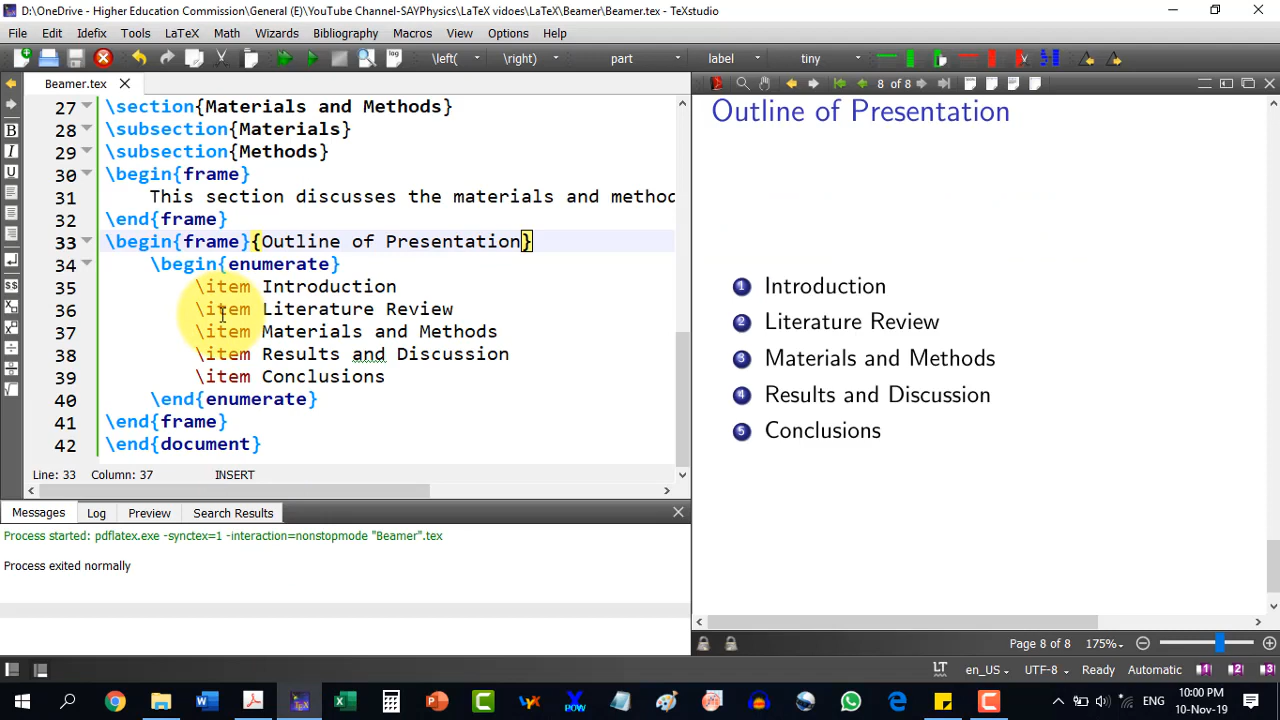 D:\OneDrive - Higher Education Commission\General (E)\YouTube Channel-SAYPhysics\LaTeX vidoes\LaTeX\Beamer\Beamer.tex - TeXstudio
File Edit Idefix Tools LaTeX Math Wizards Bibliography Macros View Options Help
\left( \right) part label tiny
Beamer.tex
8 of 8
27 \section{Materials and Methods}
28 \subsection{Materials}
29 \subsection{Methods}
30 \begin{frame}
31 This section discusses the materials and method
32 \end{frame}
33 \begin{frame}{Outline of Presentation}
34 \begin{enumerate}
35 \item Introduction
36 \item Literature Review
37 \item Materials and Methods
38 \item Results and Discussion
39 \item Conclusions
40 \end{enumerate}
41 \end{frame}
42 \end{document}
Line: 33 Column: 37 INSERT
Messages Log Preview Search Results
Process started: pdflatex.exe -synctex=1 -interaction=nonstopmode "Beamer".tex
Process exited normally
Outline of Presentation
1 Introduction
2 Literature Review
3 Materials and Methods
4 Results and Discussion
5 Conclusions
Page 8 of 8 175%
LT en_US UTF-8 Ready Automatic 1 2 3
ENG
10:00 PM
10-Nov-19